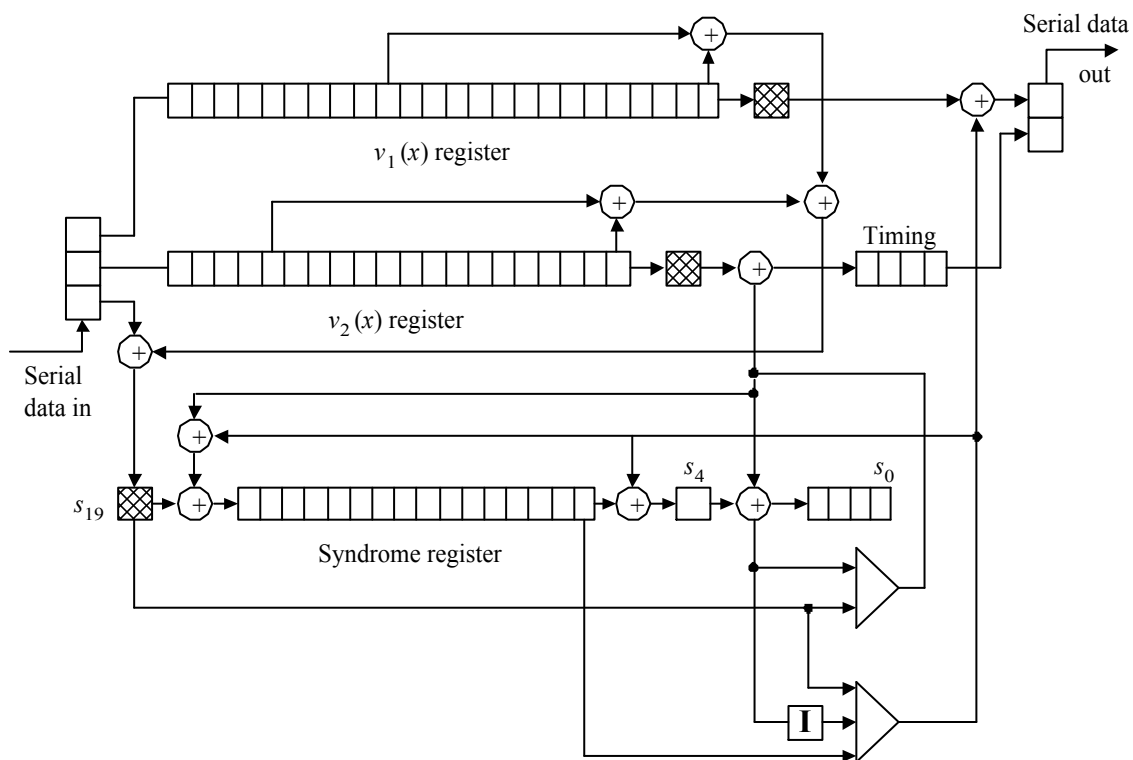 Serial data
out
+
+
v₁(x) register
+
+
Timing
+
v₂(x) register
+
Serial
data in
+
s₁₉
+
+
s₄
+
s₀
Syndrome register
I